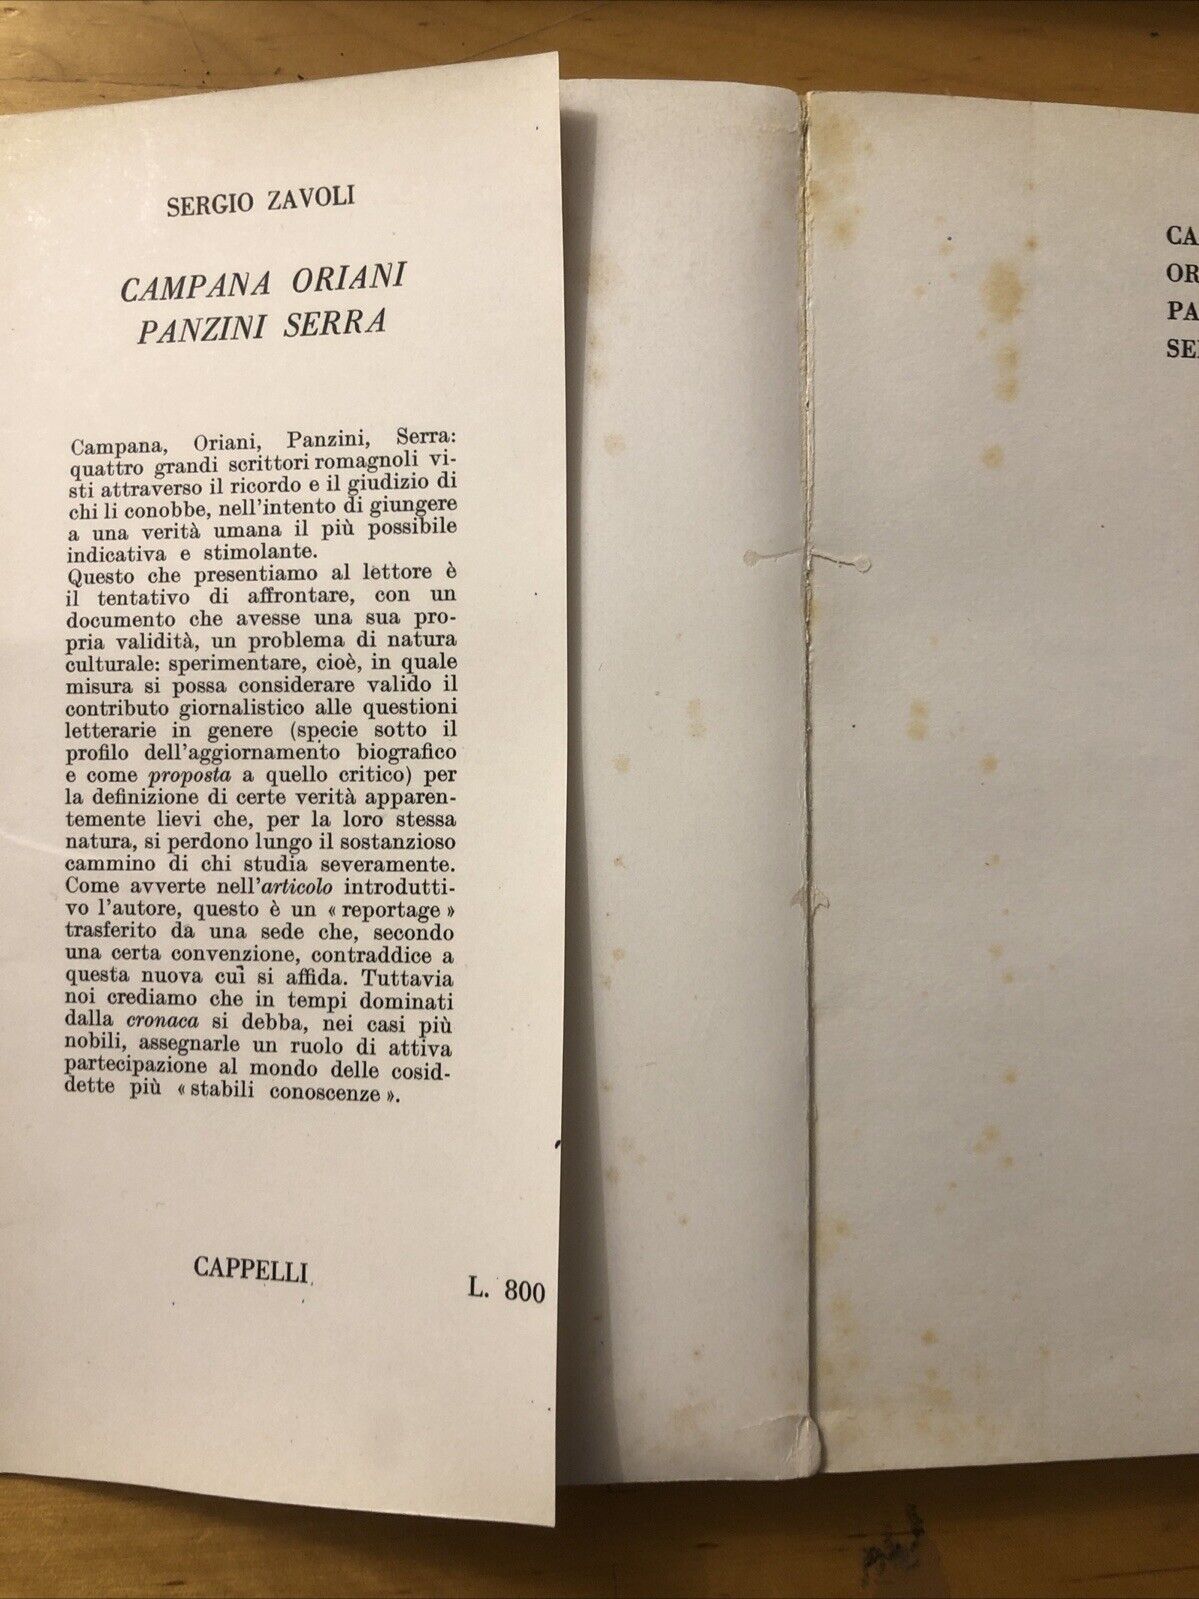 SERGIO ZAVOLI
CAMPANA ORIANI
PANZINI SERRA
Campana, Oriani, Panzini, Serra:
quattro grandi scrittori romagnoli vi-
sti attraverso il ricordo e il giudizio di
chi li conobbe, nell'intento di giungere
a una verità umana il più possibile
indicativa e stimolante.
Questo che presentiamo al lettore è
il tentativo di affrontare, con un
documento che avesse una sua pro-
pria validità, un problema di natura
culturale: sperimentare, cioè, in quale
misura si possa considerare valido il
contributo giornalistico alle questioni
letterarie in genere (specie sotto il
profilo dell'aggiornamento biografico
e come proposta a quello critico) per
la definizione di certe verità apparen-
temente lievi che, per la loro stessa
natura, si perdono lungo il sostanzioso
cammino di chi studia severamente.
Come avverte nell'articolo introdutti-
vo l'autore, questo è un « reportage »
trasferito da una sede che, secondo
una certa convenzione, contraddice a
questa nuova cui si affida. Tuttavia
noi crediamo che in tempi dominati
dalla cronaca si debba, nei casi più
nobili, assegnarle un ruolo di attiva
partecipazione al mondo delle cosid-
dette più « stabili conoscenze ».
CAPPELLI
L. 800
CA
OR
PA
SE